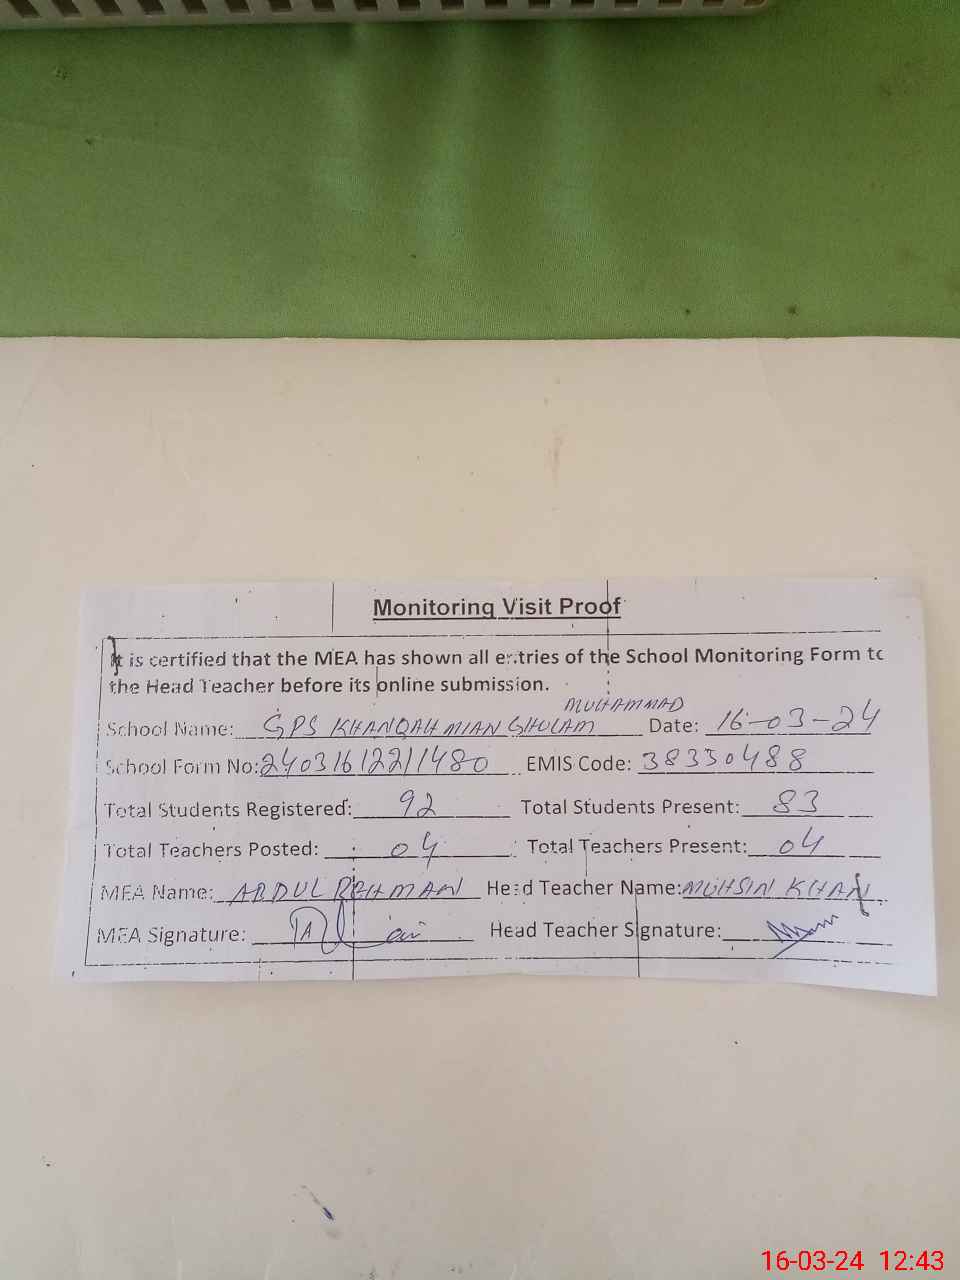 Monitoring Visit Proof
It is certified that the MEA has shown all entries of the School Monitoring Form to
the Head Teacher before its online submission.
MUHAMMAD
School Name: GPS KHANQAH MIAN GHULAM Date: 16-03-24
School Form No: 24031612211480 EMIS Code: 38330488
Total Students Registered: 92 Total Students Present: 83
Total Teachers Posted: 04 Total Teachers Present: 04
MEA Name: ABDUL REHMAN Head Teacher Name: MUHSIN KHAN
MEA Signature: Head Teacher Signature:
16-03-24 12:43